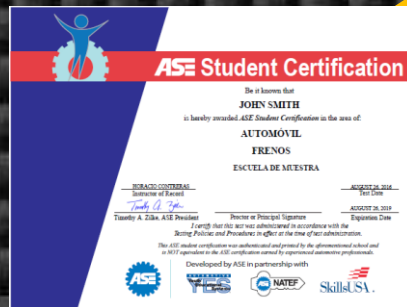 ASE Student Certification
Be it known that
JOHN SMITH
is hereby awarded ASE Student Certification in the area of:
AUTOMÓVIL
FRENOS
ESCUELA DE MUESTRA
HORACIO CONTRERAS AUGUST 26, 2016
Instructor of Record Test Date
Timothy A. Zilke
AUGUST 26, 2019
Timothy A. Zilke, ASE President Proctor or Principal Signature Expiration Date
I certify that this test was administered in accordance with the
Testing Policies and Procedures in effect at the time of test administration.
This ASE student certification was authenticated and printed by the aforementioned school and
is NOT equivalent to the ASE certification earned by experienced automotive professionals.
Developed by ASE in partnership with
ASE YES NATEF SkillsUSA